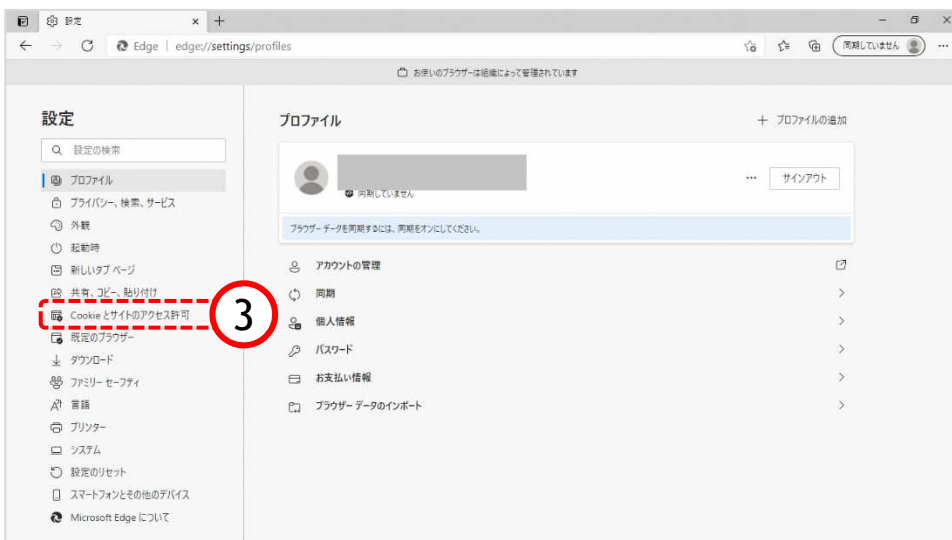 設定
Edge | edge://settings/profiles
同期していません
お使いのブラウザーは組織によって管理されています
設定
設定の検索
プロファイル
プライバシー、検索、サービス
外観
起動時
新しいタブ ページ
共有、コピー、貼り付け
Cookie とサイトのアクセス許可
3
既定のブラウザー
ダウンロード
ファミリー セーフティ
言語
プリンター
システム
設定のリセット
スマートフォンとその他のデバイス
Microsoft Edge について
プロファイル
プロファイルの追加
同期していません
サインアウト
ブラウザー データを同期するには、同期をオンにしてください。
アカウントの管理
同期
個人情報
パスワード
お支払い情報
ブラウザー データのインポート